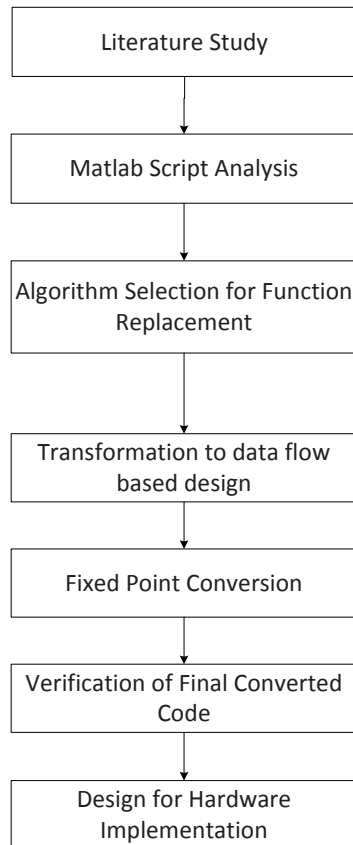 Literature Study
Matlab Script Analysis
Algorithm Selection for Function
Replacement
Transformation to data flow
based design
Fixed Point Conversion
Verification of Final Converted
Code
Design for Hardware
Implementation